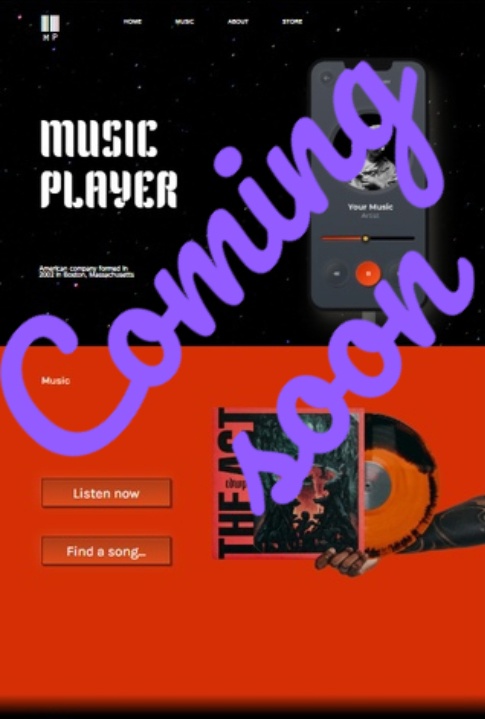 M P
HOME MUSIC ABOUT STORE
MUSIC
PLAYER
Your Music
Artist
American company formed in
2003 in Boston, Massachusetts
Coming
soon
Music
Listen now
Find a song...
THE ACT